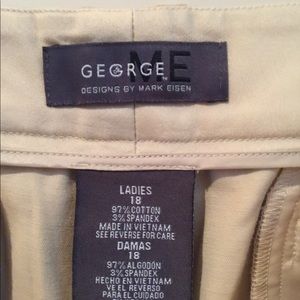 GEORGE ME
DESIGNS BY MARK EISEN
LADIES
18
97% COTTON
3% SPANDEX
MADE IN VIETNAM
SEE REVERSE FOR CARE
DAMAS
18
97% ALGODÓN
3% SPANDEX
HECHO EN VIETNAM
VE EL REVERSO
PARA EL CUIDADO